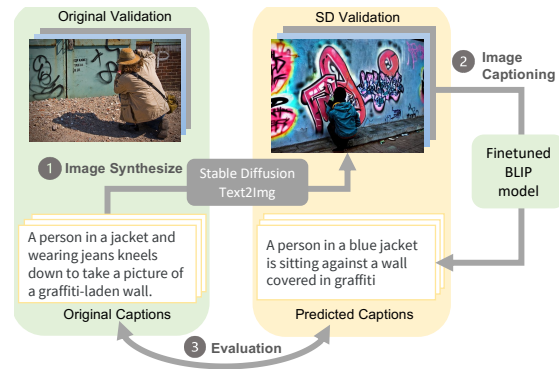 Original Validation
SD Validation
2 Image
Captioning
1 Image Synthesize
Stable Diffusion
Text2Img
Finetuned
BLIP
model
A person in a jacket and
wearing jeans kneels
down to take a picture of
a graffiti-laden wall.
A person in a blue jacket
is sitting against a wall
covered in graffiti
Original Captions
Predicted Captions
3 Evaluation